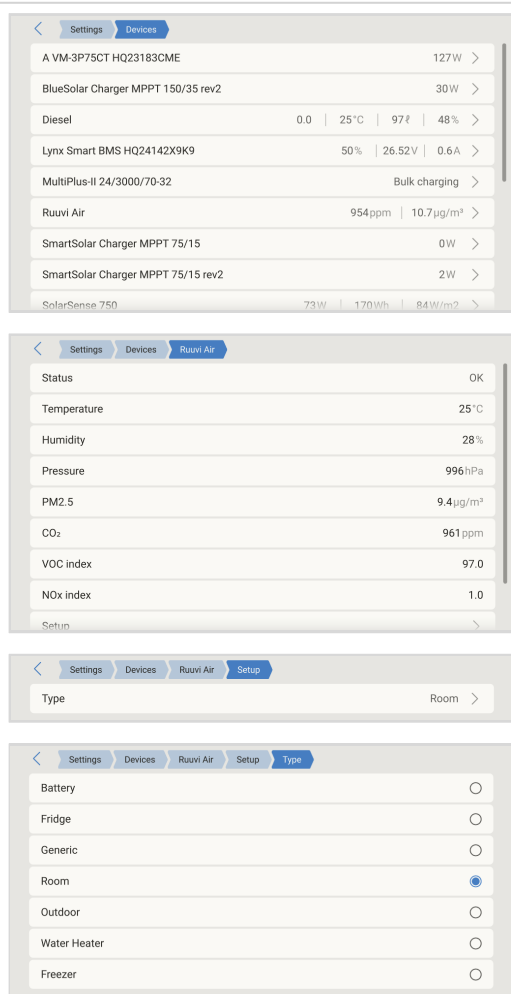 Settings Devices
A VM-3P75CT HQ23183CME 127W
BlueSolar Charger MPPT 150/35 rev2 30W
Diesel 0.0 25°C 97ℓ 48%
Lynx Smart BMS HQ24142X9K9 50% 26.52V 0.6A
MultiPlus-II 24/3000/70-32 Bulk charging
Ruuvi Air 954ppm 10.7µg/m³
SmartSolar Charger MPPT 75/15 0W
SmartSolar Charger MPPT 75/15 rev2 2W
SolarSense 750 73W 170Wh 84W/m2
Settings Devices Ruuvi Air
Status OK
Temperature 25°C
Humidity 28%
Pressure 996hPa
PM2.5 9.4µg/m³
CO₂ 961ppm
VOC index 97.0
NOx index 1.0
Setup
Settings Devices Ruuvi Air Setup
Type Room
Settings Devices Ruuvi Air Setup Type
Battery
Fridge
Generic
Room
Outdoor
Water Heater
Freezer